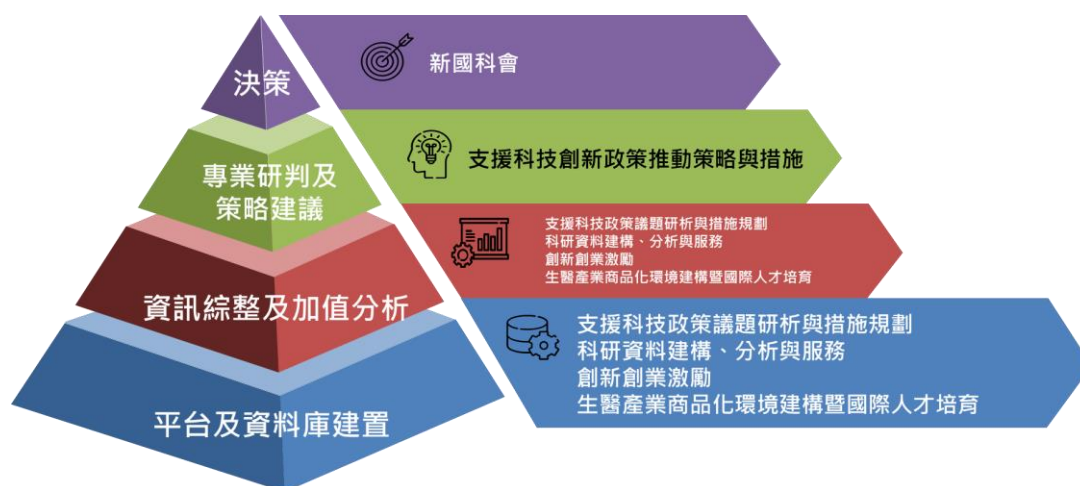 決策
新國科會
專業研判及
策略建議
支援科技創新政策推動策略與措施
資訊綜整及加值分析
支援科技政策議題研析與措施規劃
科研資料建構、分析與服務
創新創業激勵
生醫產業商品化環境建構暨國際人才培育
平台及資料庫建置
支援科技政策議題研析與措施規劃
科研資料建構、分析與服務
創新創業激勵
生醫產業商品化環境建構暨國際人才培育